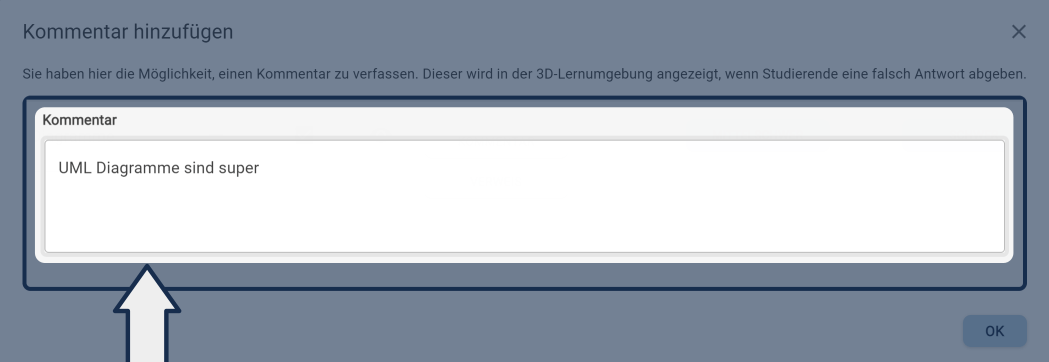 Kommentar hinzufügen
Sie haben hier die Möglichkeit, einen Kommentar zu verfassen. Dieser wird in der 3D-Lernumgebung angezeigt, wenn Studierende eine falsch Antwort abgeben.
Kommentar
UML Diagramme sind super
OK